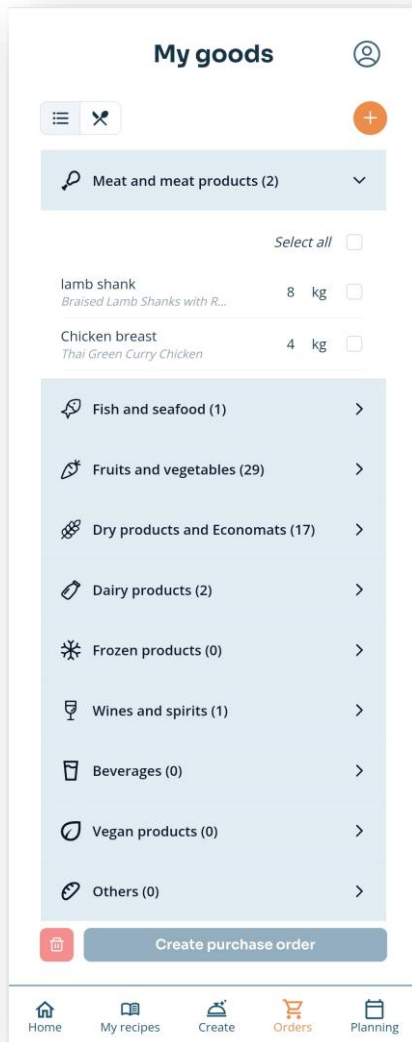 My goods
Meat and meat products (2)
Select all
lamb shank 8 kg
Braised Lamb Shanks with R...
Chicken breast 4 kg
Thai Green Curry Chicken
Fish and seafood (1)
Fruits and vegetables (29)
Dry products and Economats (17)
Dairy products (2)
Frozen products (0)
Wines and spirits (1)
Beverages (0)
Vegan products (0)
Others (0)
Create purchase order
Home My recipes Create Orders Planning